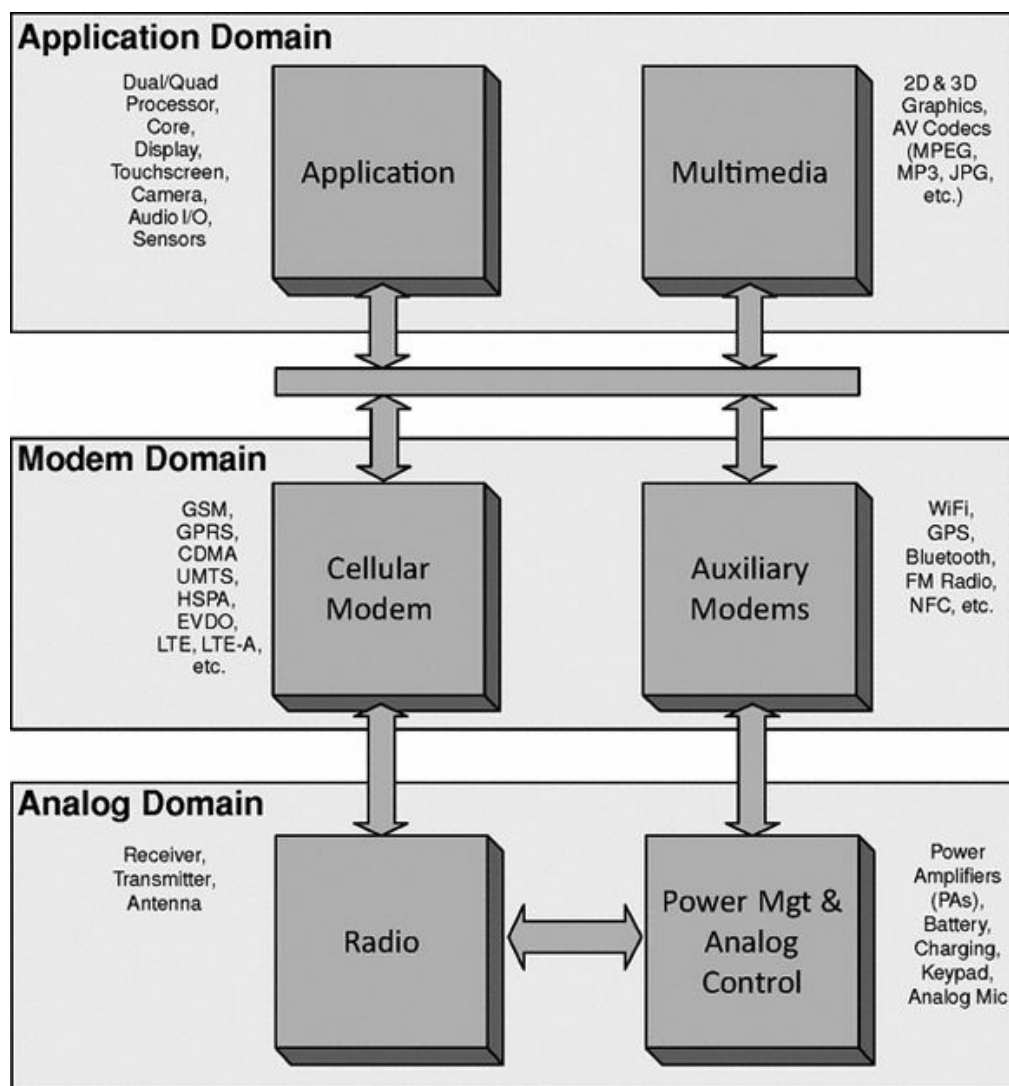 Application Domain
Dual/Quad
Processor,
Core,
Display,
Touchscreen,
Camera,
Audio I/O,
Sensors
Application
Multimedia
2D & 3D
Graphics,
AV Codecs
(MPEG,
MP3, JPG,
etc.)
Modem Domain
GSM,
GPRS,
CDMA
UMTS,
HSPA,
EVDO,
LTE, LTE-A,
etc.
Cellular
Modem
Auxiliary
Modems
WiFi,
GPS,
Bluetooth,
FM Radio,
NFC, etc.
Analog Domain
Receiver,
Transmitter,
Antenna
Radio
Power Mgt &
Analog
Control
Power
Amplifiers
(PAs),
Battery,
Charging,
Keypad,
Analog Mic